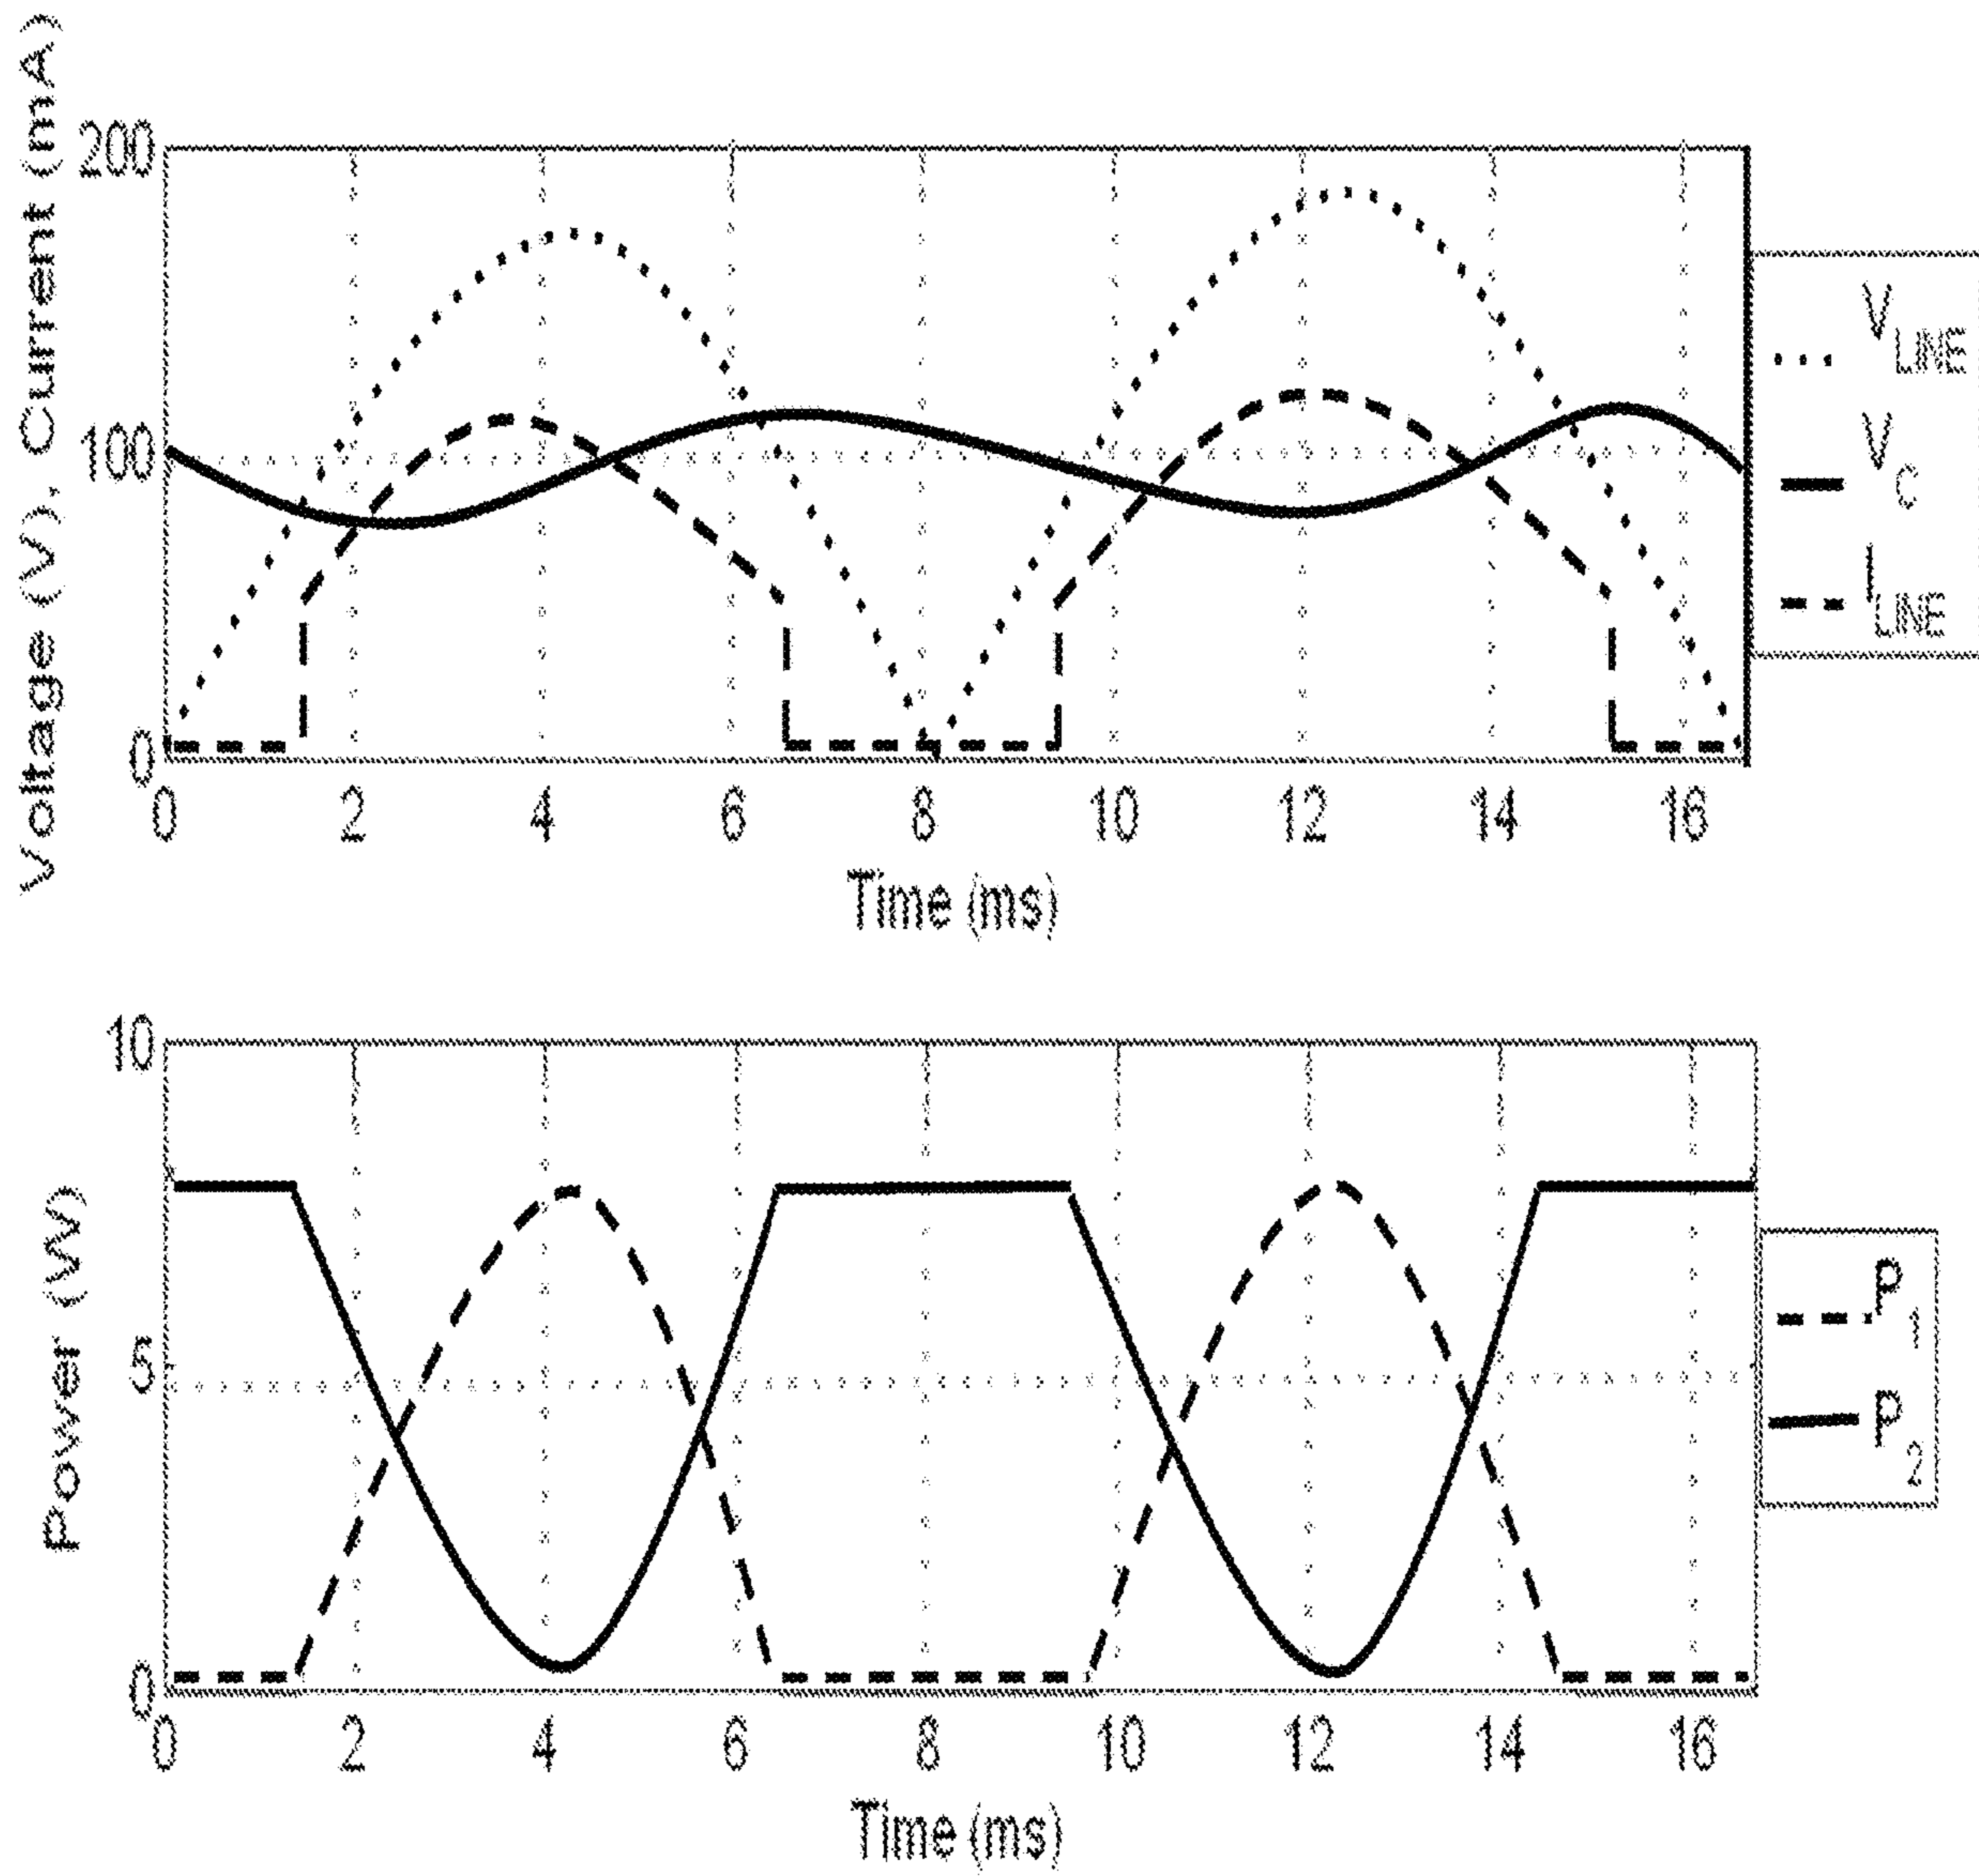 Voltage (V), Current (mA)
200
100
0
0 2 4 6 8 10 12 14 16
Time (ms)
VLINE
VC
ILINE
Power (W)
10
5
0
0 2 4 6 8 10 12 14 16
Time (ms)
P1
P2